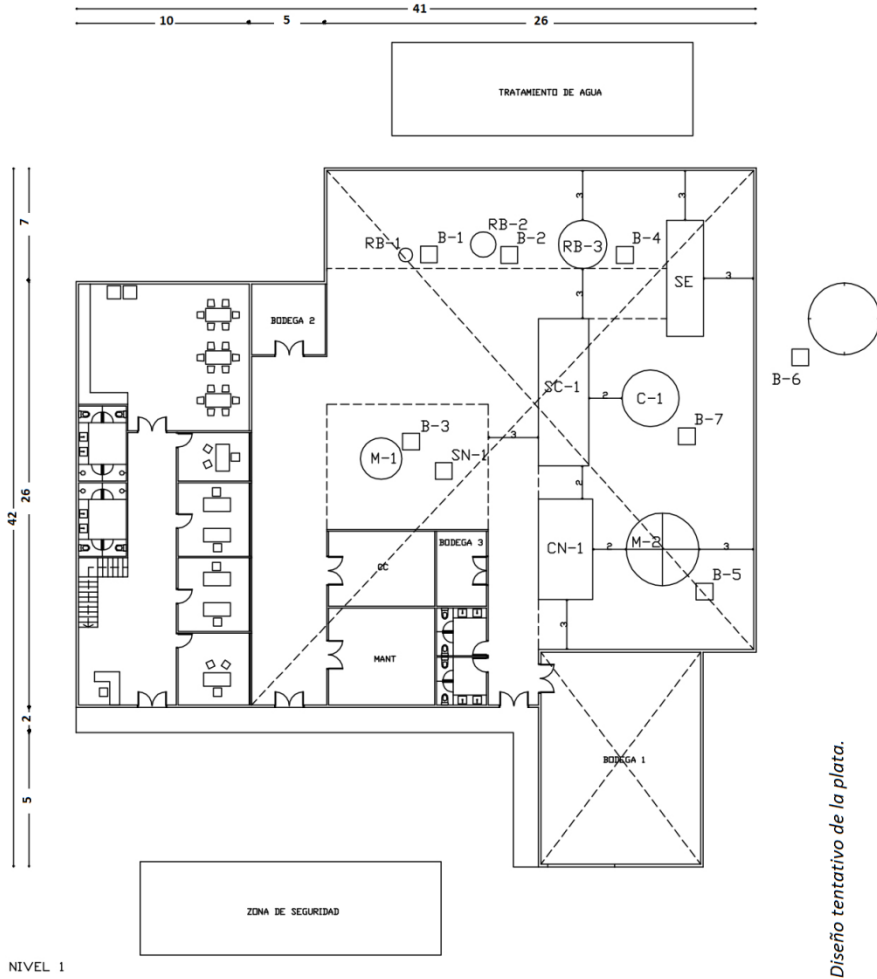 41
10 5 26
TRATAMIENTO DE AGUA
7
3 3
RB-1 B-1 RB-2 B-2 RB-3 B-4
SE 3
BODEGA 2
3
B-6
SC-1 2 C-1
B-3
B-7
M-1 SN-1 3
42 26
2
QC BODEGA 3
CN-1 2 M-2 3
B-5
3
MANT
2
BODEGA 1
5
ZONA DE SEGURIDAD
NIVEL 1
Diseño tentativo de la plata.